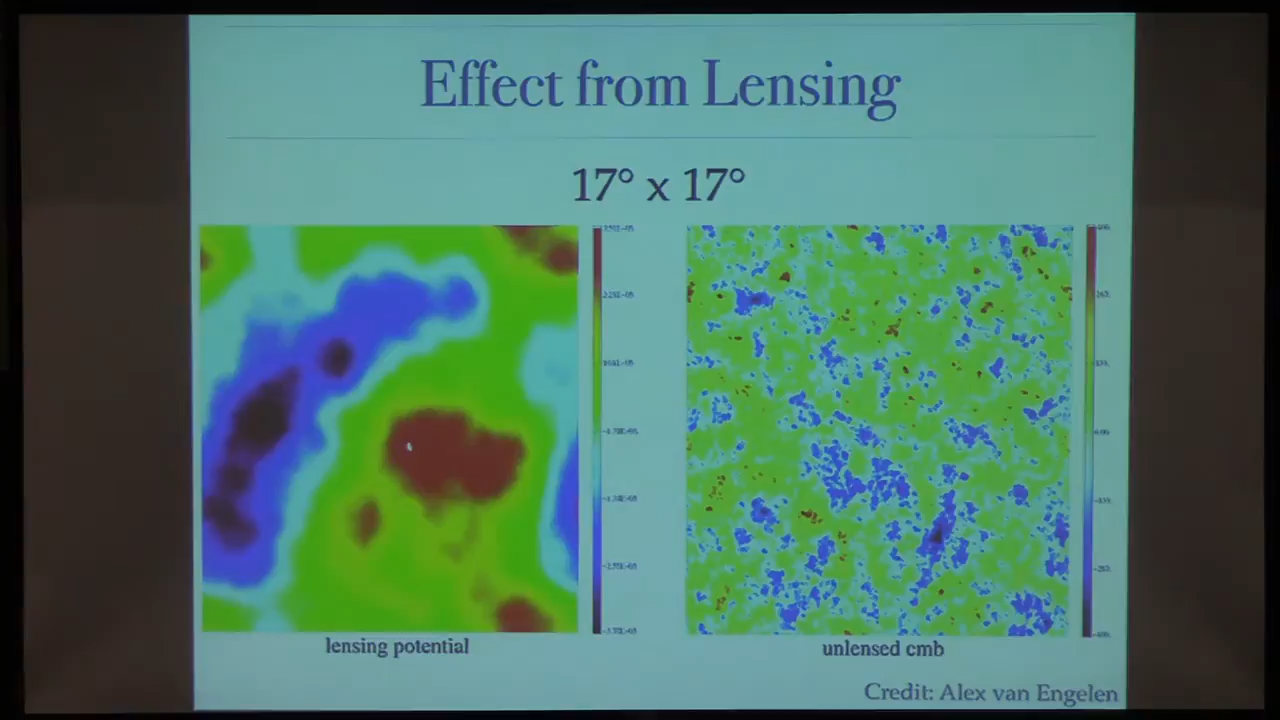 Effect from Lensing
17° x 17°
lensing potential
unlensed cmb
Credit: Alex van Engelen